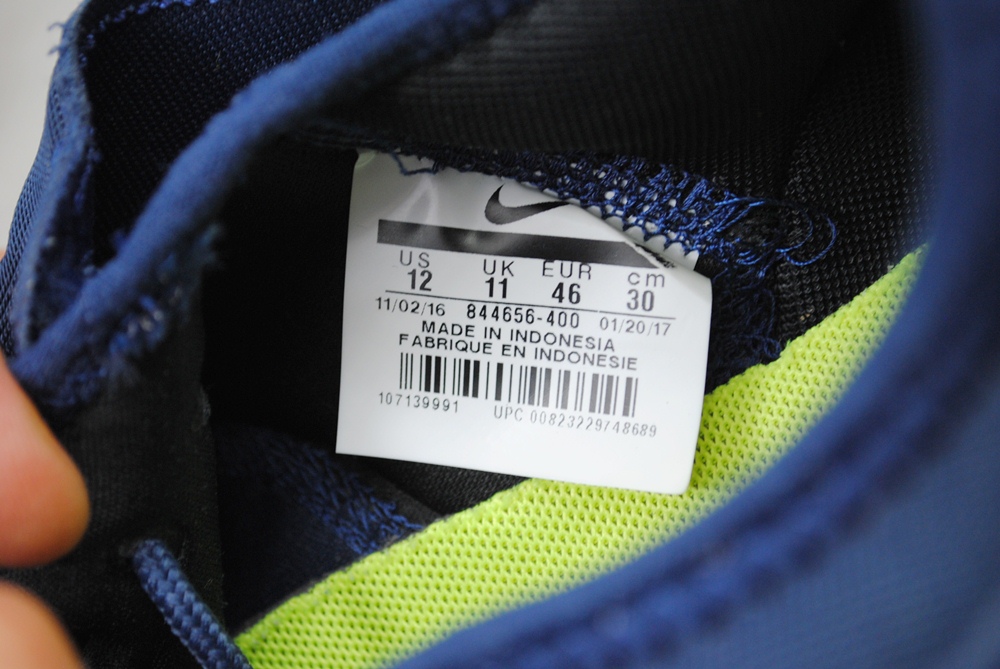 US UK EUR cm
12 11 46 30
11/02/16 844656-400 01/20/17
MADE IN INDONESIA
FABRIQUE EN INDONESIE
107139991 UPC 00823229748689